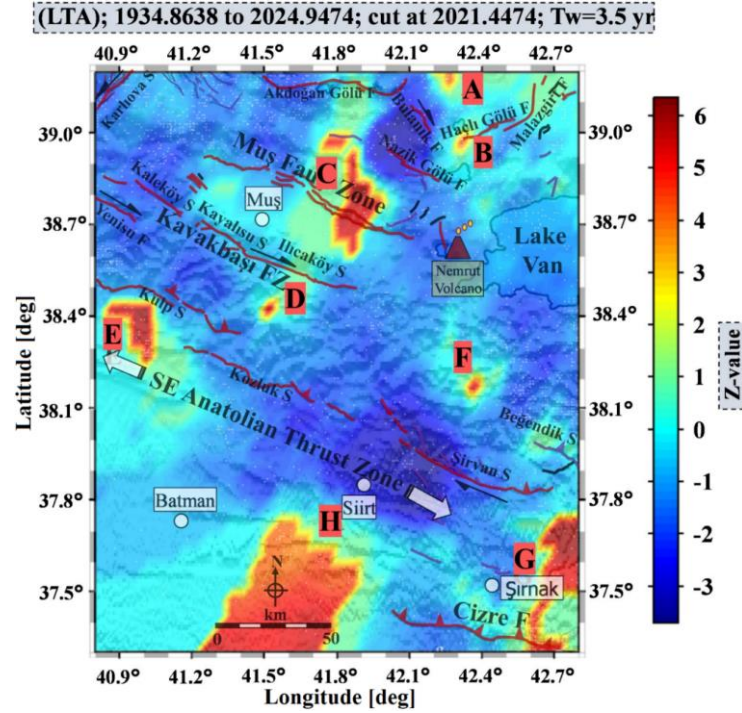 (LTA); 1934.8638 to 2024.9474; cut at 2021.4474; Tw=3.5 yr
40.9° 41.2° 41.5° 41.8° 42.1° 42.4° 42.7°
A
Karlıova S
Akdoğan Gölü F
Bulanık F
Haçlı Gölü F
Malazgirt F
39.0° 39.0°
B
Nazik Gölü F
Muş Fault Zone
C
Kaleköy S
Muş
Kayalısu S
Ilıcaköy S
Yenisu F
Kavakbaşı FZ
38.7° 38.7°
Lake
Van
Nemrut
Volcano
D
38.4° 38.4°
Kulp S
E
F
Kozluk S
SE Anatolian Thrust Zone
38.1° 38.1°
Beğendik S
Şirvan S
Batman
Siirt
37.8° 37.8°
H
G
N
Şırnak
37.5° 37.5°
km
0 50
Cizre F
40.9° 41.2° 41.5° 41.8° 42.1° 42.4° 42.7°
Longitude [deg]
Latitude [deg]
6
5
4
3
2
1
0
-1
-2
-3
Z-value